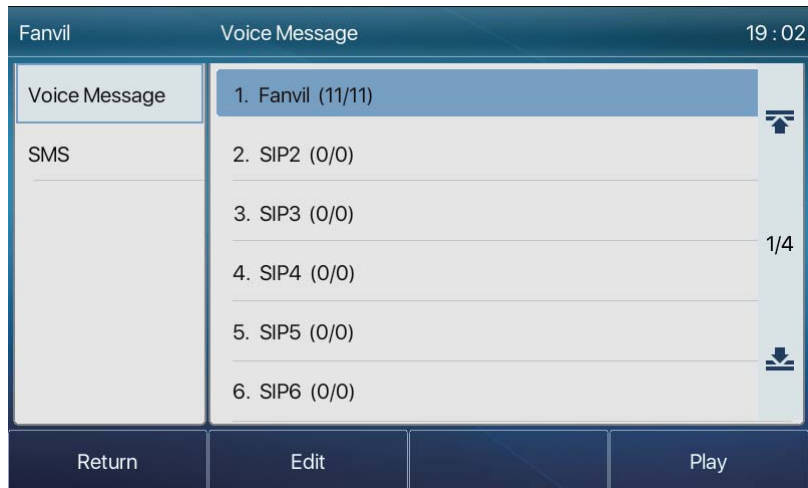 Fanvil Voice Message 19 : 02
Voice Message
SMS
1. Fanvil (11/11)
2. SIP2 (0/0)
3. SIP3 (0/0)
4. SIP4 (0/0)
5. SIP5 (0/0)
6. SIP6 (0/0)
1/4
Return Edit Play